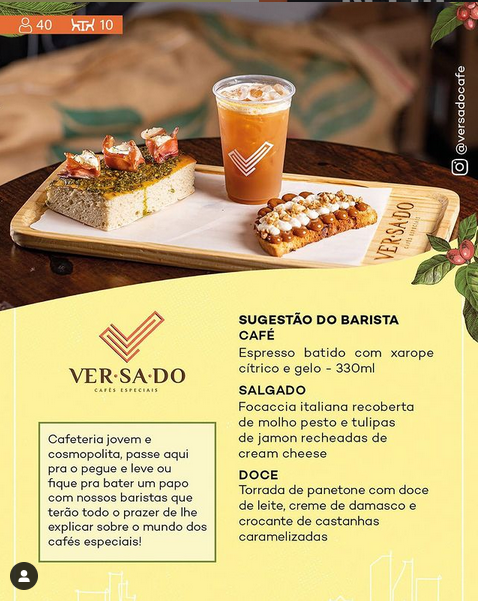 40 10
@versadocafe
VERSADO
CAFÉS ESPECIAIS
VER·SA·DO
CAFÉS ESPECIAIS
Cafeteria jovem e
cosmopolita, passe aqui
pra o pegue e leve ou
fique pra bater um papo
com nossos baristas que
terão todo o prazer de lhe
explicar sobre o mundo dos
cafés especiais!
SUGESTÃO DO BARISTA
CAFÉ
Espresso batido com xarope
cítrico e gelo - 330ml
SALGADO
Focaccia italiana recoberta
de molho pesto e tulipas
de jamon recheadas de
cream cheese
DOCE
Torrada de panetone com doce
de leite, creme de damasco e
crocante de castanhas
caramelizadas